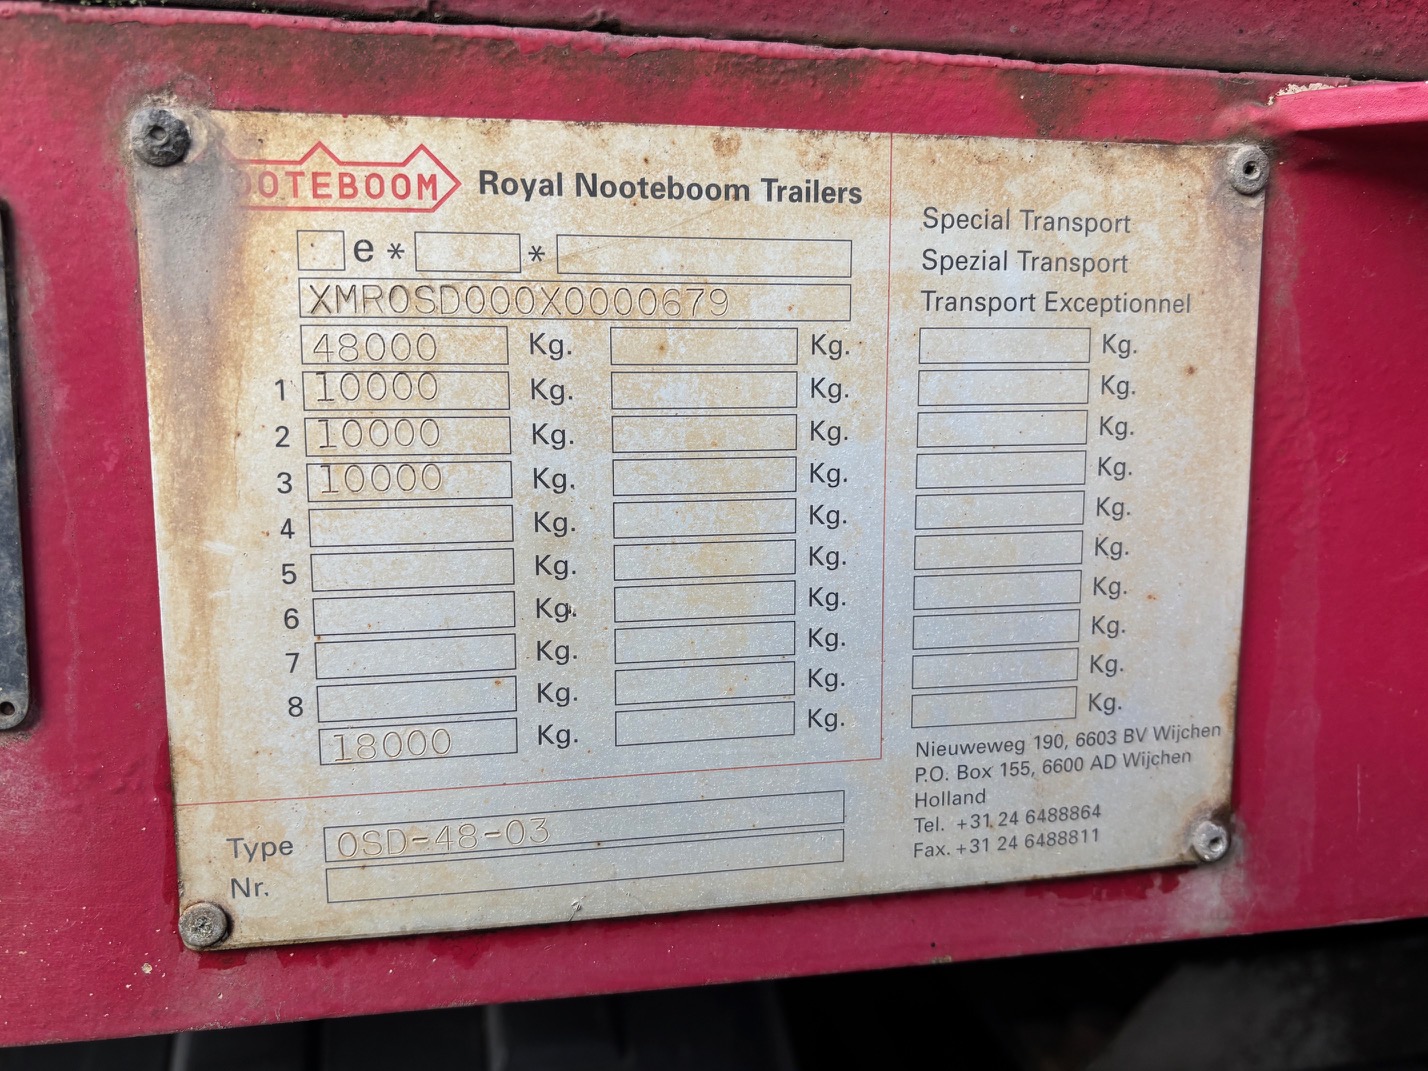 NOOTEBOOM Royal Nooteboom Trailers
Special Transport
Spezial Transport
Transport Exceptionnel
e * *
XMR0SD000X0000679
48000 Kg. Kg. Kg.
1 10000 Kg. Kg. Kg.
2 10000 Kg. Kg. Kg.
3 10000 Kg. Kg. Kg.
4 Kg. Kg. Kg.
5 Kg. Kg. Kg.
6 Kg. Kg. Kg.
7 Kg. Kg. Kg.
8 Kg. Kg. Kg.
18000 Kg. Kg. Kg.
Type OSD-48-03
Nr.
Nieuweweg 190, 6603 BV Wijchen
P.O. Box 155, 6600 AD Wijchen
Holland
Tel. +31 24 6488864
Fax. +31 24 6488811